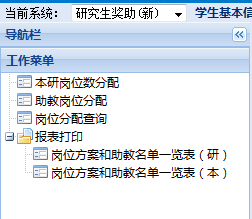 当前系统： 研究生奖助(新) 学生基本信
导航栏
工作菜单
本研岗位数分配
助教岗位分配
岗位分配查询
报表打印
岗位方案和助教名单一览表（研）
岗位方案和助教名单一览表（本）